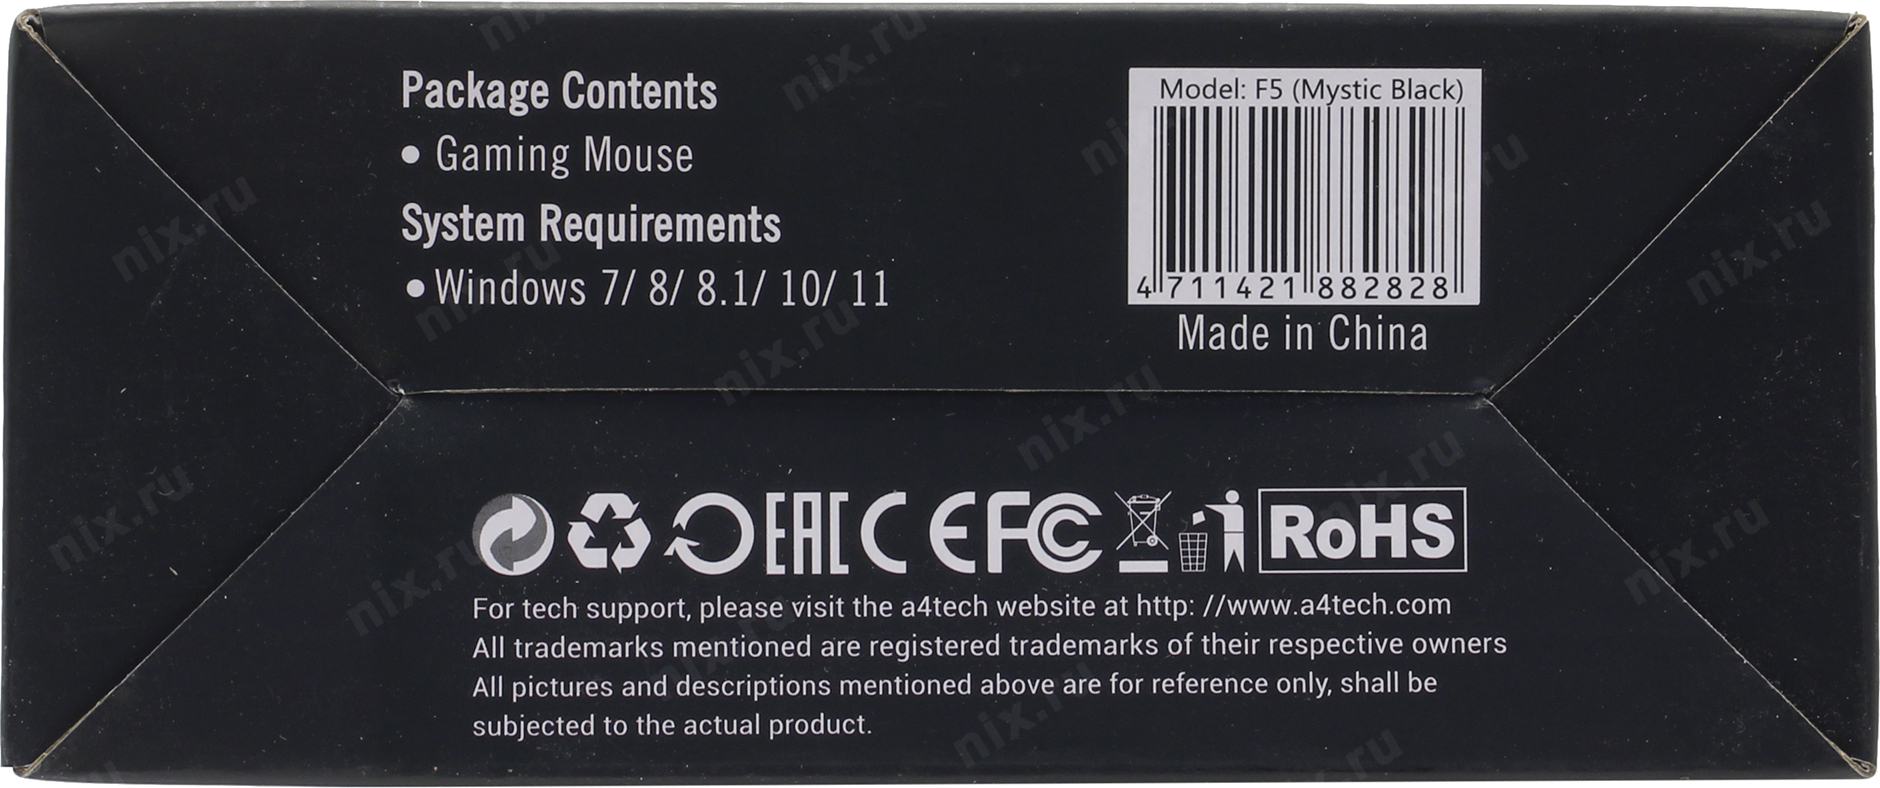 Package Contents
• Gaming Mouse
System Requirements
• Windows 7/ 8/ 8.1/ 10/ 11
Model: F5 (Mystic Black)
4 711421 882828
Made in China
EAC CE FC RoHS
For tech support, please visit the a4tech website at http: //www.a4tech.com
All trademarks mentioned are registered trademarks of their respective owners
All pictures and descriptions mentioned above are for reference only, shall be
subjected to the actual product.
nix.ru